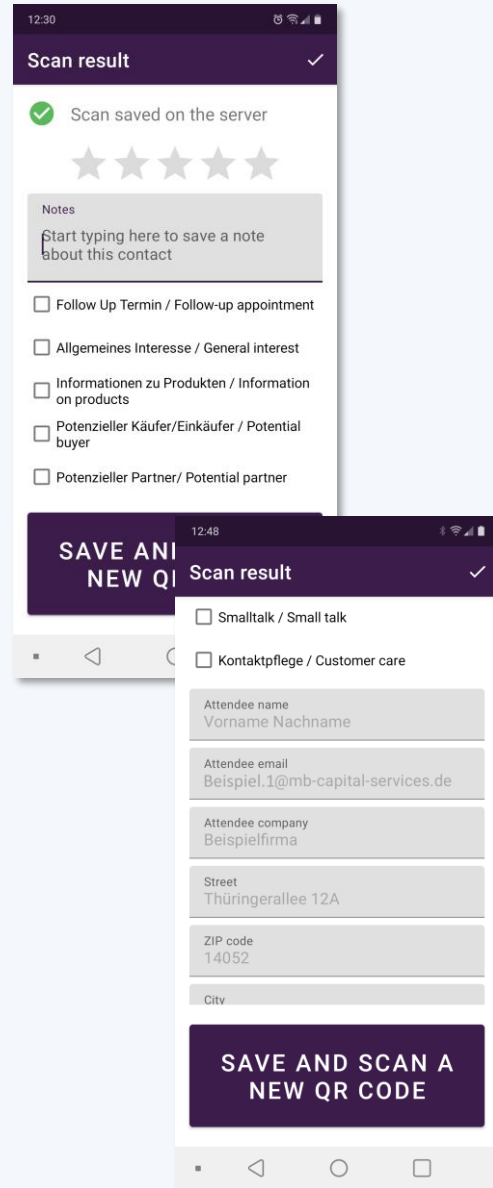 12:30
Scan result
Scan saved on the server
Notes
Start typing here to save a note
about this contact
Follow Up Termin / Follow-up appointment
Allgemeines Interesse / General interest
Informationen zu Produkten / Information
on products
Potenzieller Käufer/Einkäufer / Potential
buyer
Potenzieller Partner/ Potential partner
SAVE AN
NEW Q
12:48
Scan result
Smalltalk / Small talk
Kontaktpflege / Customer care
Attendee name
Vorname Nachname
Attendee email
Beispiel.1@mb-capital-services.de
Attendee company
Beispielfirma
Street
Thüringerallee 12A
ZIP code
14052
City
SAVE AND SCAN A
NEW QR CODE